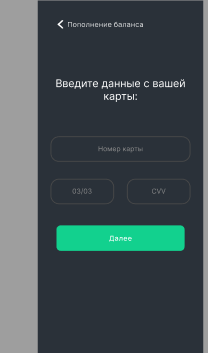 Пополнение баланса
Введите данные с вашей
карты:
Номер карты
03/03 CVV
Далее